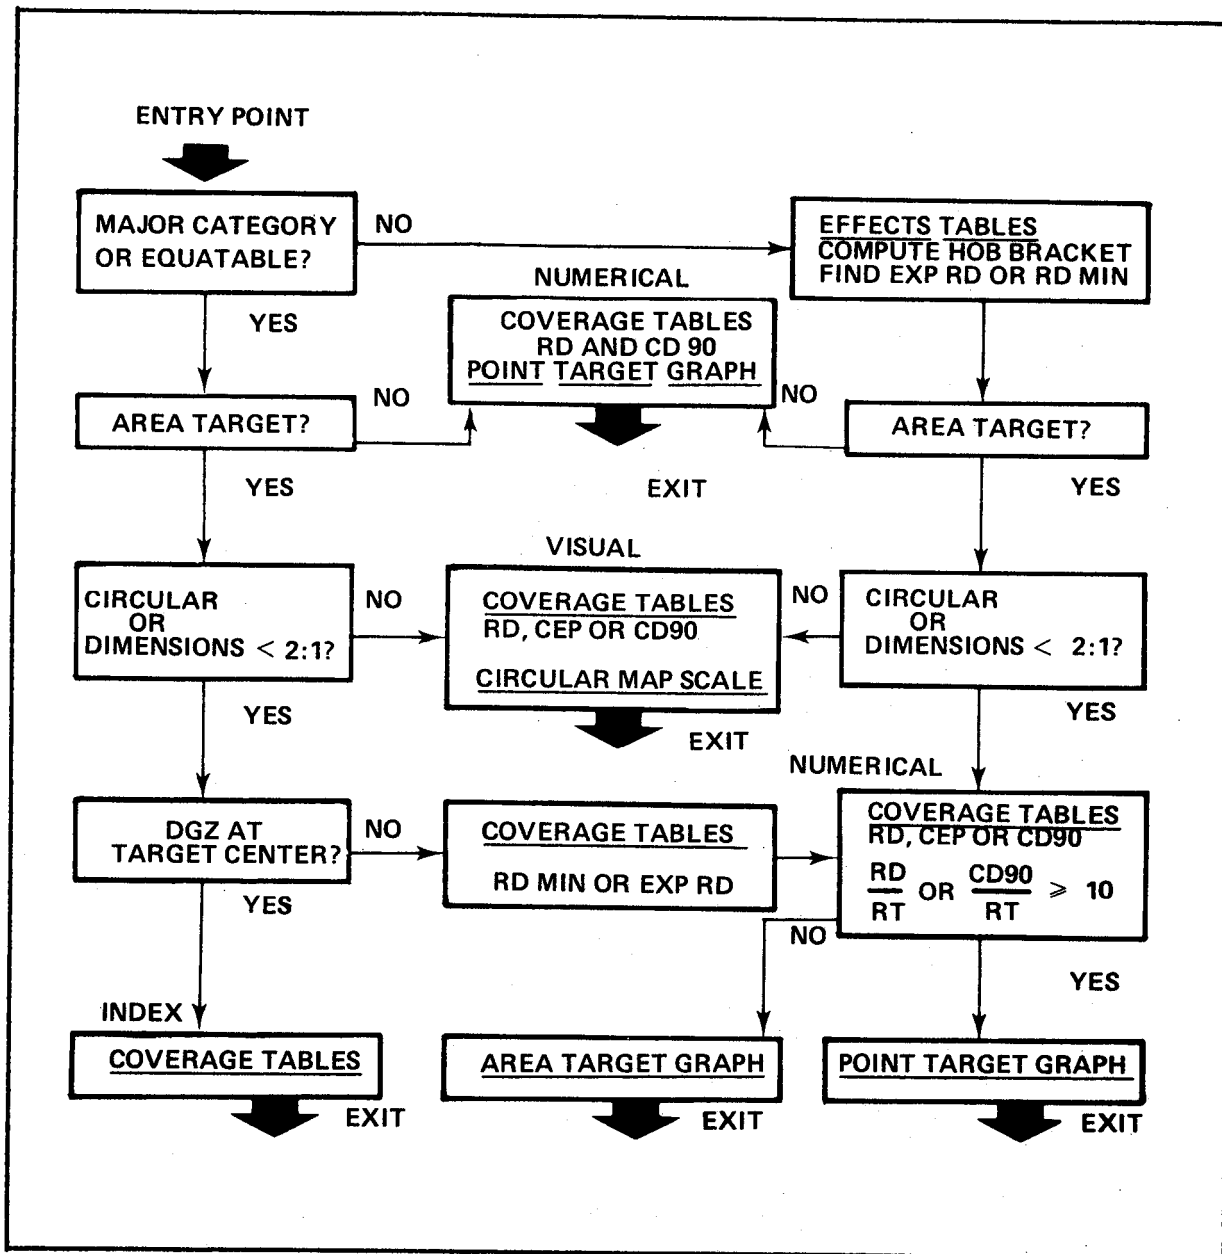 ENTRY POINT
MAJOR CATEGORY
OR EQUATABLE?
NO
EFFECTS TABLES
COMPUTE HOB BRACKET
FIND EXP RD OR RD MIN
YES
NUMERICAL
COVERAGE TABLES
RD AND CD 90
POINT TARGET GRAPH
EXIT
AREA TARGET?
NO
NO
AREA TARGET?
YES
YES
CIRCULAR
OR
DIMENSIONS < 2:1?
NO
VISUAL
COVERAGE TABLES
RD, CEP OR CD90
CIRCULAR MAP SCALE
EXIT
NO
CIRCULAR
OR
DIMENSIONS < 2:1?
YES
YES
DGZ AT
TARGET CENTER?
NO
COVERAGE TABLES
RD MIN OR EXP RD
NUMERICAL
COVERAGE TABLES
RD, CEP OR CD90
RD/RT OR CD90/RT ⩾ 10
YES
NO
YES
INDEX
COVERAGE TABLES
EXIT
AREA TARGET GRAPH
EXIT
POINT TARGET GRAPH
EXIT